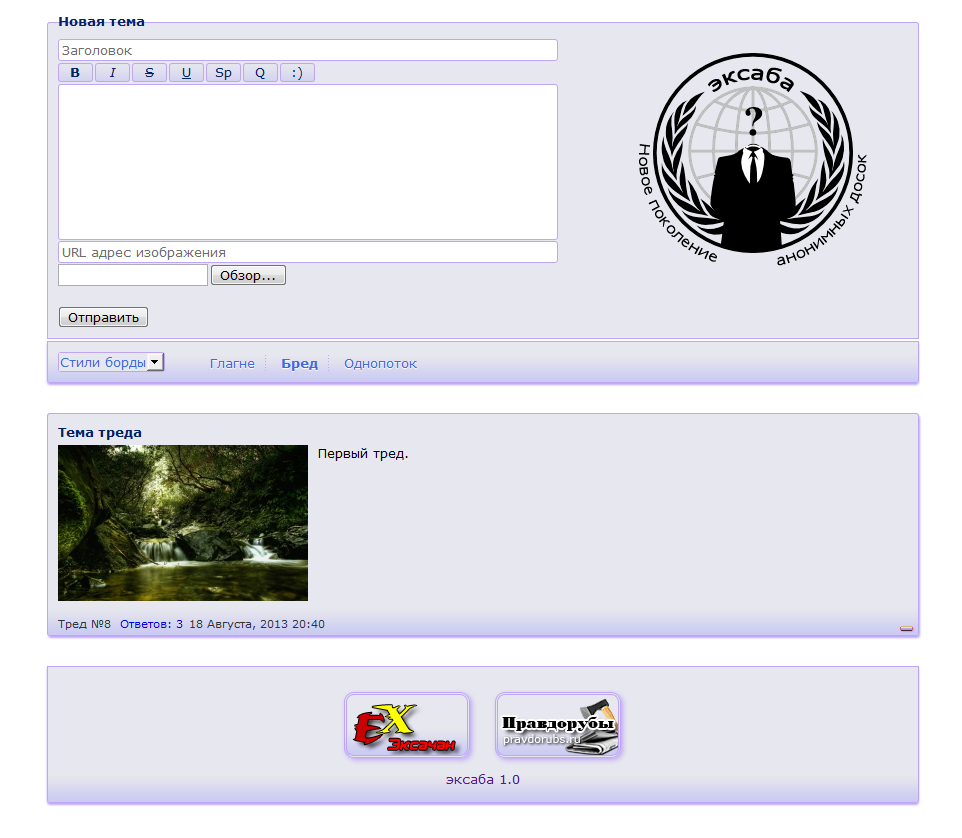 Новая тема
Заголовок
B I S U Sp Q :)
URL адрес изображения
Обзор...
Отправить
эксаба
?
Новое поколение
анонимных досок
Стили борды
Глагне Бред Однопоток
Тема треда
Первый тред.
Тред №8 Ответов: 3 18 Августа, 2013 20:40
EX
Эксачан
Правдорубы
pravdorubs.ru
эксаба 1.0